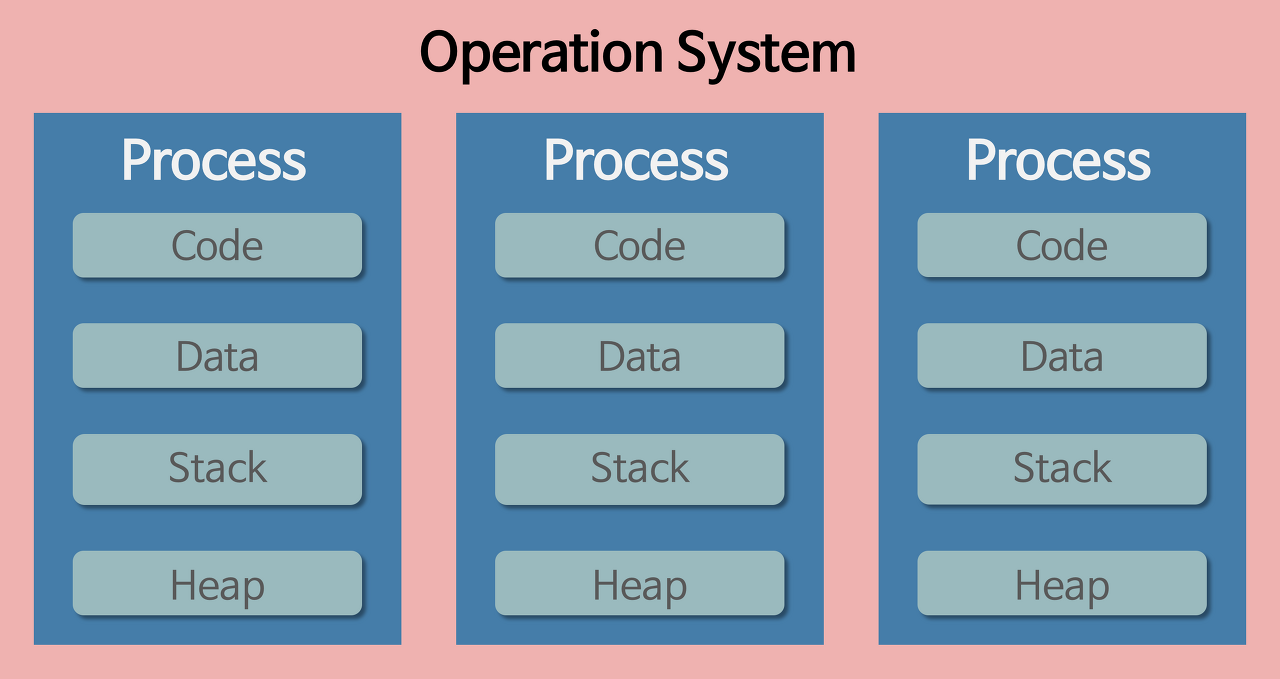 Operation System
Process
Code
Data
Stack
Heap
Process
Code
Data
Stack
Heap
Process
Code
Data
Stack
Heap